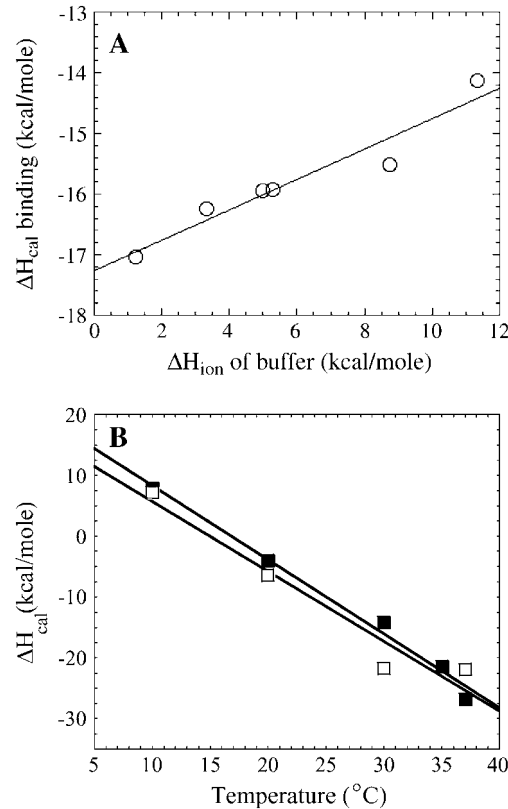 A
-13
-14
-15
-16
-17
-18
ΔHcal binding (kcal/mole)
0 2 4 6 8 10 12
ΔHion of buffer (kcal/mole)
B
20
10
0
-10
-20
-30
ΔHcal(kcal/mole)
5 10 15 20 25 30 35 40
Temperature (°C)